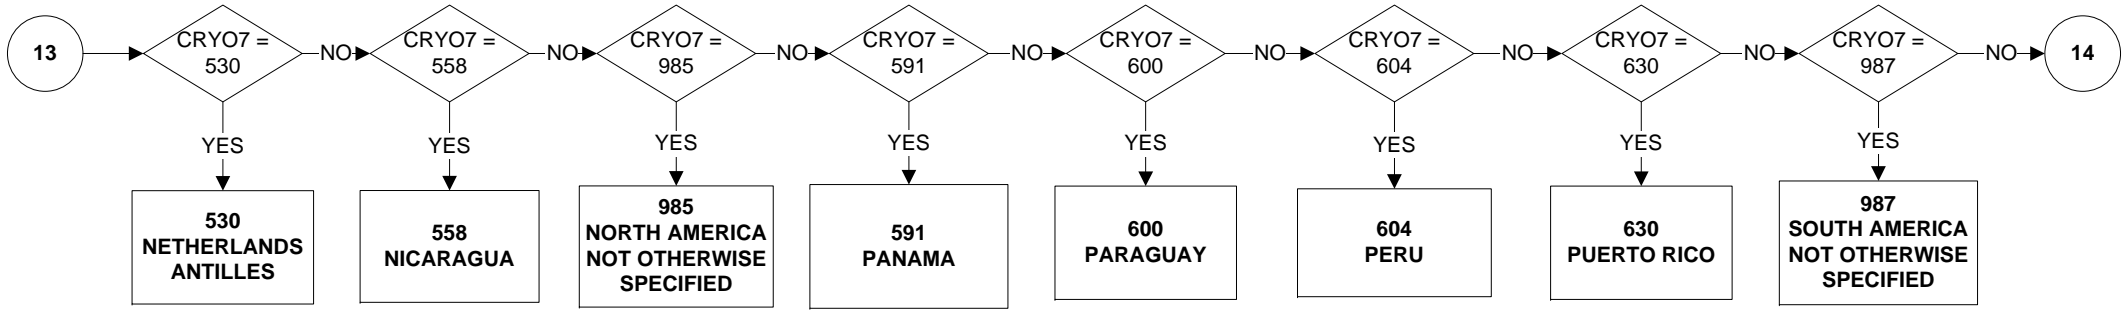 13
CRYO7 =
530
NO
CRYO7 =
558
NO
CRYO7 =
985
NO
CRYO7 =
591
NO
CRYO7 =
600
NO
CRYO7 =
604
NO
CRYO7 =
630
NO
CRYO7 =
987
NO
14
YES
YES
YES
YES
YES
YES
YES
YES
530
NETHERLANDS
ANTILLES
558
NICARAGUA
985
NORTH AMERICA
NOT OTHERWISE
SPECIFIED
591
PANAMA
600
PARAGUAY
604
PERU
630
PUERTO RICO
987
SOUTH AMERICA
NOT OTHERWISE
SPECIFIED